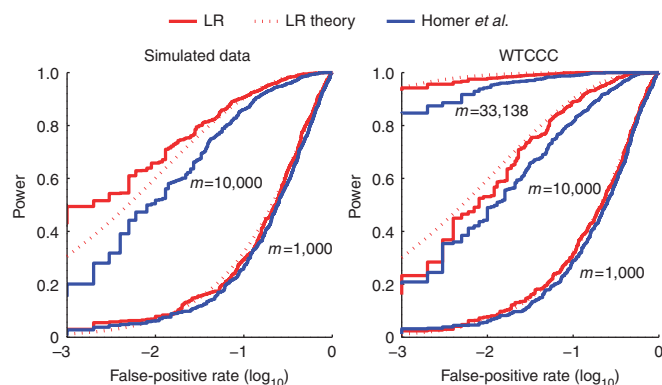 LR
LR theory
Homer et al.
Simulated data
WTCCC
Power
1.0
0.8
0.6
0.4
0.2
0
m=10,000
m=1,000
−3
−2
−1
0
False-positive rate (log10)
Power
1.0
0.8
0.6
0.4
0.2
0
m=33,138
m=10,000
m=1,000
−3
−2
−1
0
False-positive rate (log10)